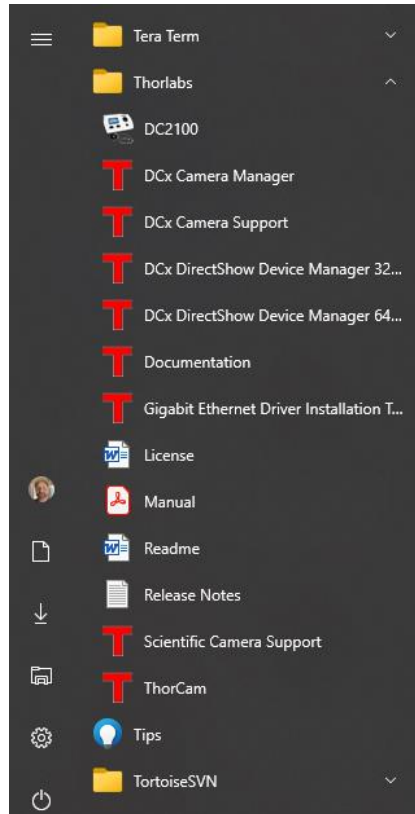 Tera Term
Thorlabs
DC2100
DCx Camera Manager
DCx Camera Support
DCx DirectShow Device Manager 32...
DCx DirectShow Device Manager 64...
Documentation
Gigabit Ethernet Driver Installation T...
License
Manual
Readme
Release Notes
Scientific Camera Support
ThorCam
Tips
TortoiseSVN